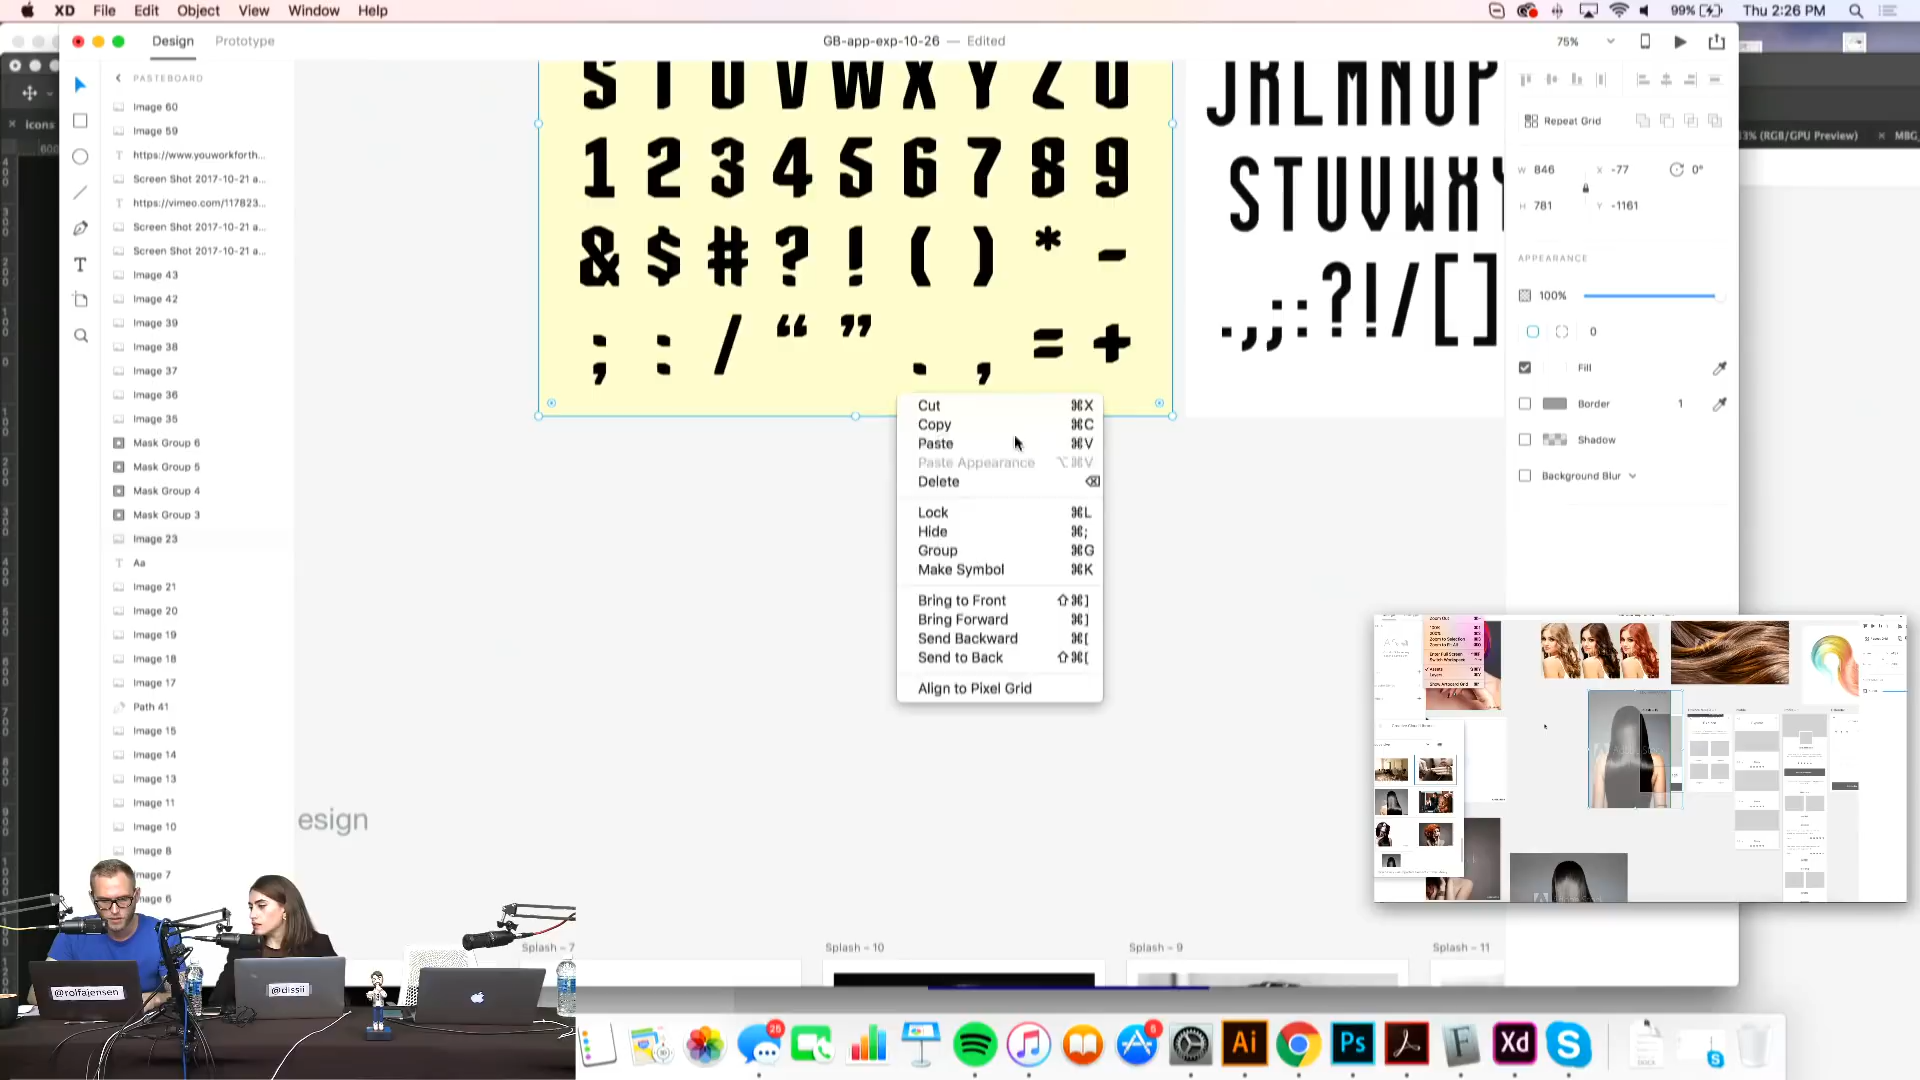 XD File Edit Object View Window Help
99% Thu 2:26 PM
Design Prototype
GB-app-exp-10-26 — Edited
75%
PASTEBOARD
icons
(RGB/GPU Preview)
Image 60
Image 59
https://www.youworkforth...
Screen Shot 2017-10-21 a...
https://vimeo.com/117823...
Screen Shot 2017-10-21 a...
Screen Shot 2017-10-21 a...
Image 43
Image 42
Image 39
Image 38
Image 37
Image 36
Image 35
Mask Group 6
Mask Group 5
Mask Group 4
Mask Group 3
Image 23
Aa
Image 21
Image 20
Image 19
Image 18
Image 17
Path 41
Image 15
Image 14
Image 13
Image 11
Image 10
Image 8
S T U V W X Y Z 0
1 2 3 4 5 6 7 8 9
& $ # ? ! ( ) * -
; : / “ ” . , = +
JKLMNOP
STUVWXY
.,;:?!/[]
Cut ⌘X
Copy ⌘C
Paste ⌘V
Paste Appearance ⌥⌘V
Delete ⌫
Lock ⌘L
Hide ⌘;
Group ⌘G
Make Symbol ⌘K
Bring to Front ⇧⌘]
Bring Forward ⌘]
Send Backward ⌘[
Send to Back ⇧⌘[
Align to Pixel Grid
Repeat Grid
W 846 X -77 0°
H 781 Y -1161
APPEARANCE
100%
0
Fill
Border 1
Shadow
Background Blur
esign
Splash – 7
Splash – 10
Splash – 9
Splash – 11
@rolfajensen
@dissii
25
6
Ai
Ps
Xd